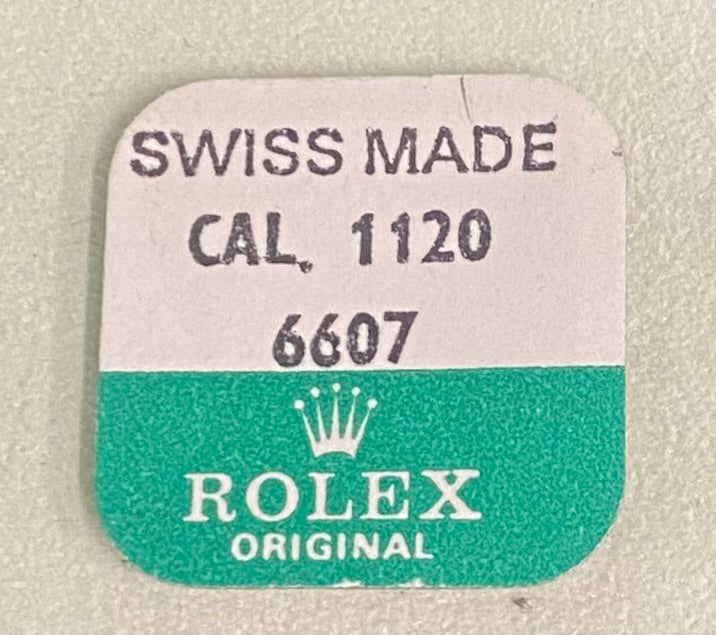 SWISS MADE
CAL. 1120
6607
ROLEX
ORIGINAL